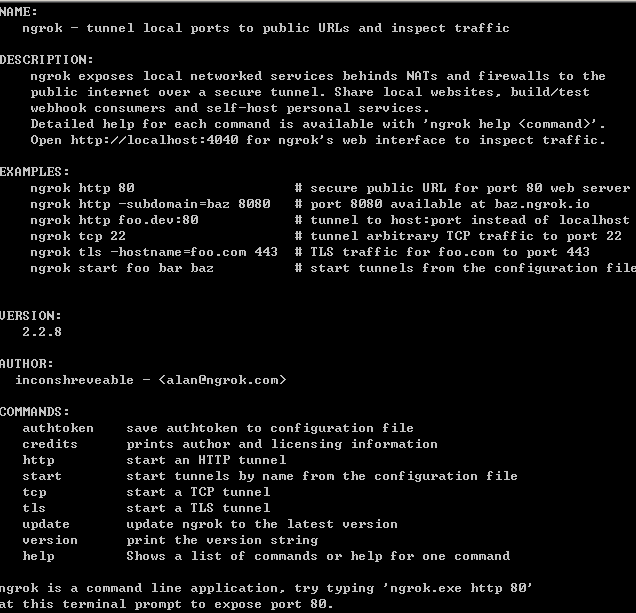 NAME:
ngrok - tunnel local ports to public URLs and inspect traffic
DESCRIPTION:
ngrok exposes local networked services behinds NATs and firewalls to the
public internet over a secure tunnel. Share local websites, build/test
webhook consumers and self-host personal services.
Detailed help for each command is available with 'ngrok help <command>'.
Open http://localhost:4040 for ngrok's web interface to inspect traffic.
EXAMPLES:
ngrok http 80 # secure public URL for port 80 web server
ngrok http -subdomain=baz 8080 # port 8080 available at baz.ngrok.io
ngrok http foo.dev:80 # tunnel to host:port instead of localhost
ngrok tcp 22 # tunnel arbitrary TCP traffic to port 22
ngrok tls -hostname=foo.com 443 # TLS traffic for foo.com to port 443
ngrok start foo bar baz # start tunnels from the configuration file
VERSION:
2.2.8
AUTHOR:
inconshreveable - <alan@ngrok.com>
COMMANDS:
authtoken save authtoken to configuration file
credits prints author and licensing information
http start an HTTP tunnel
start start tunnels by name from the configuration file
tcp start a TCP tunnel
tls start a TLS tunnel
update update ngrok to the latest version
version print the version string
help Shows a list of commands or help for one command
ngrok is a command line application, try typing 'ngrok.exe http 80'
at this terminal prompt to expose port 80.